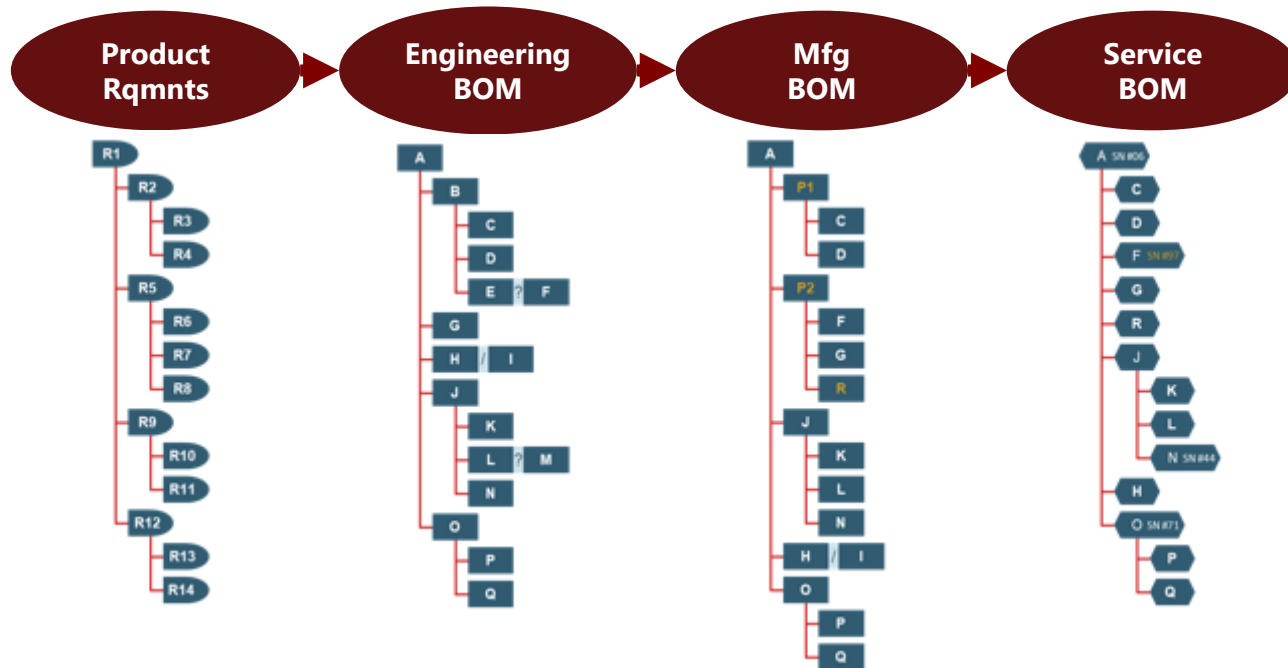 Product
Rqmnts
Engineering
BOM
Mfg
BOM
Service
BOM
R1
R2
R3
R4
R5
R6
R7
R8
R9
R10
R11
R12
R13
R14
A
B
C
D
E ? F
G
H / I
J
K
L ? M
N
O
P
Q
A
P1
C
D
P2
F
G
R
J
K
L
N
H / I
O
P
Q
A SN #06
C
D
F SN #97
G
R
J
K
L
N SN #44
H
O SN #71
P
Q